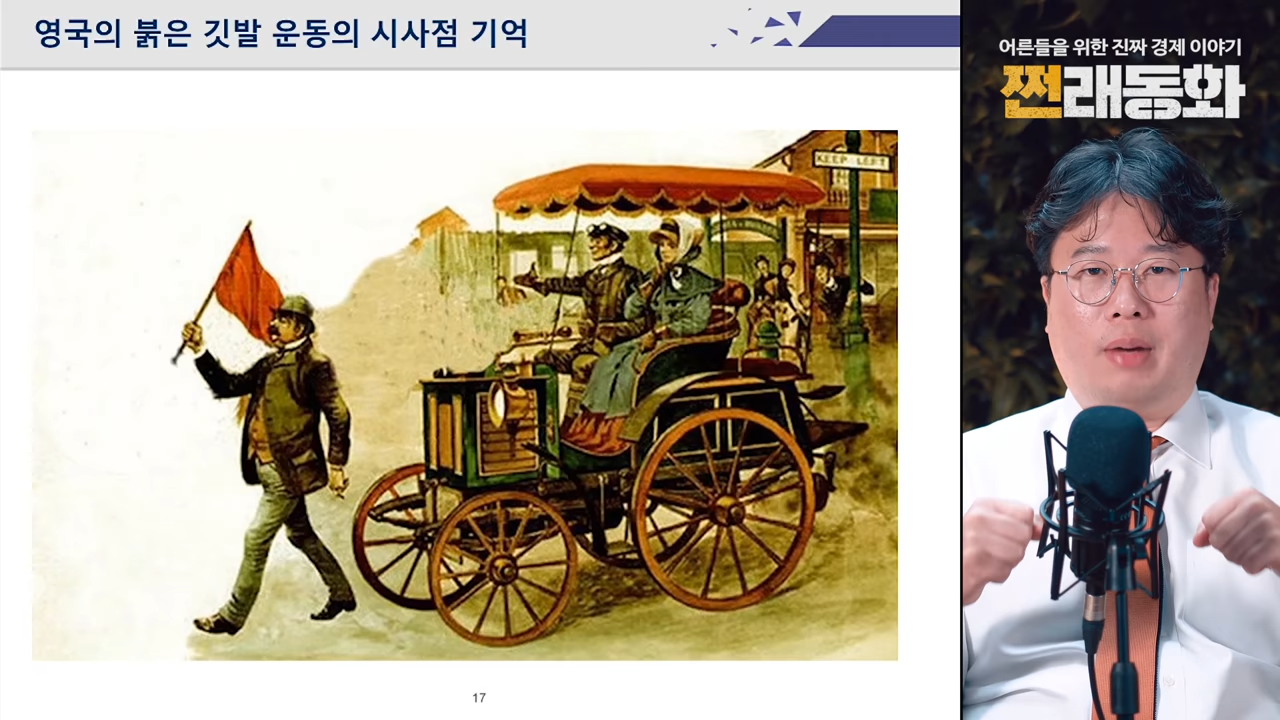 영국의 붉은 깃발 운동의 시사점 기억
어른들을 위한 진짜 경제 이야기
쩐래동화
KEEP LEFT
17